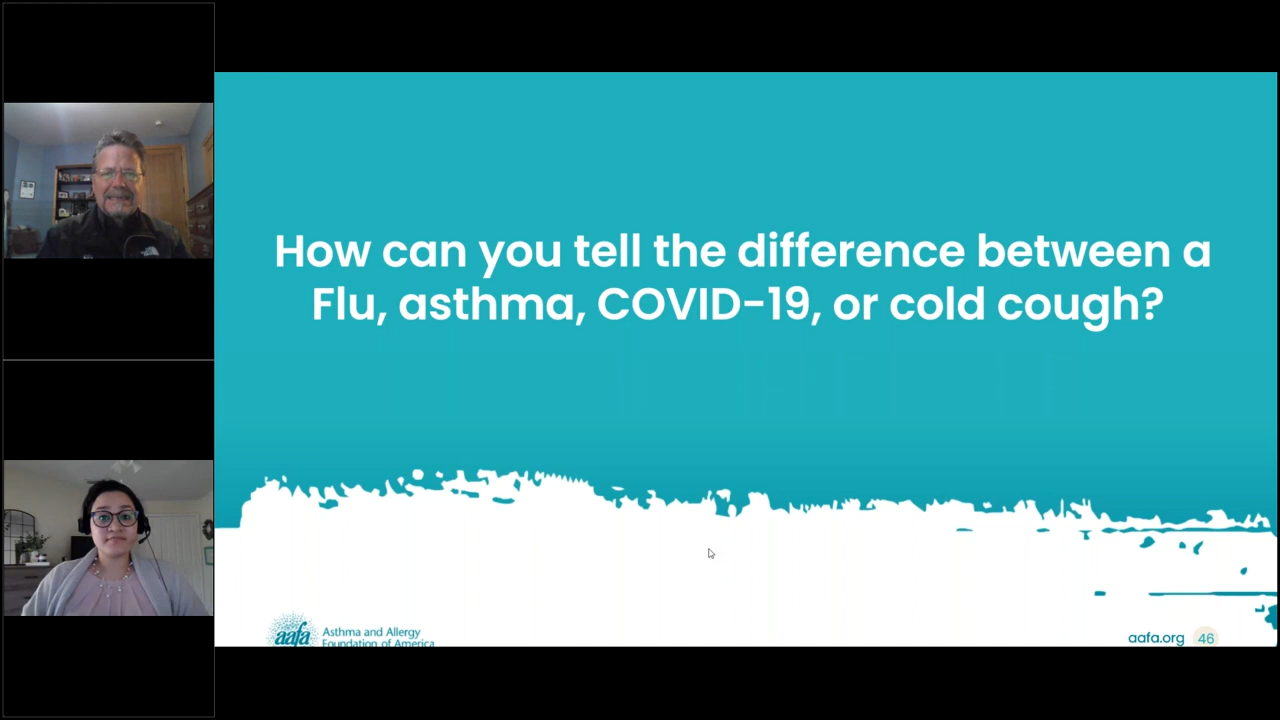 How can you tell the difference between a
Flu, asthma, COVID-19, or cold cough?
aafa
Asthma and Allergy
Foundation of America
aafa.org 46